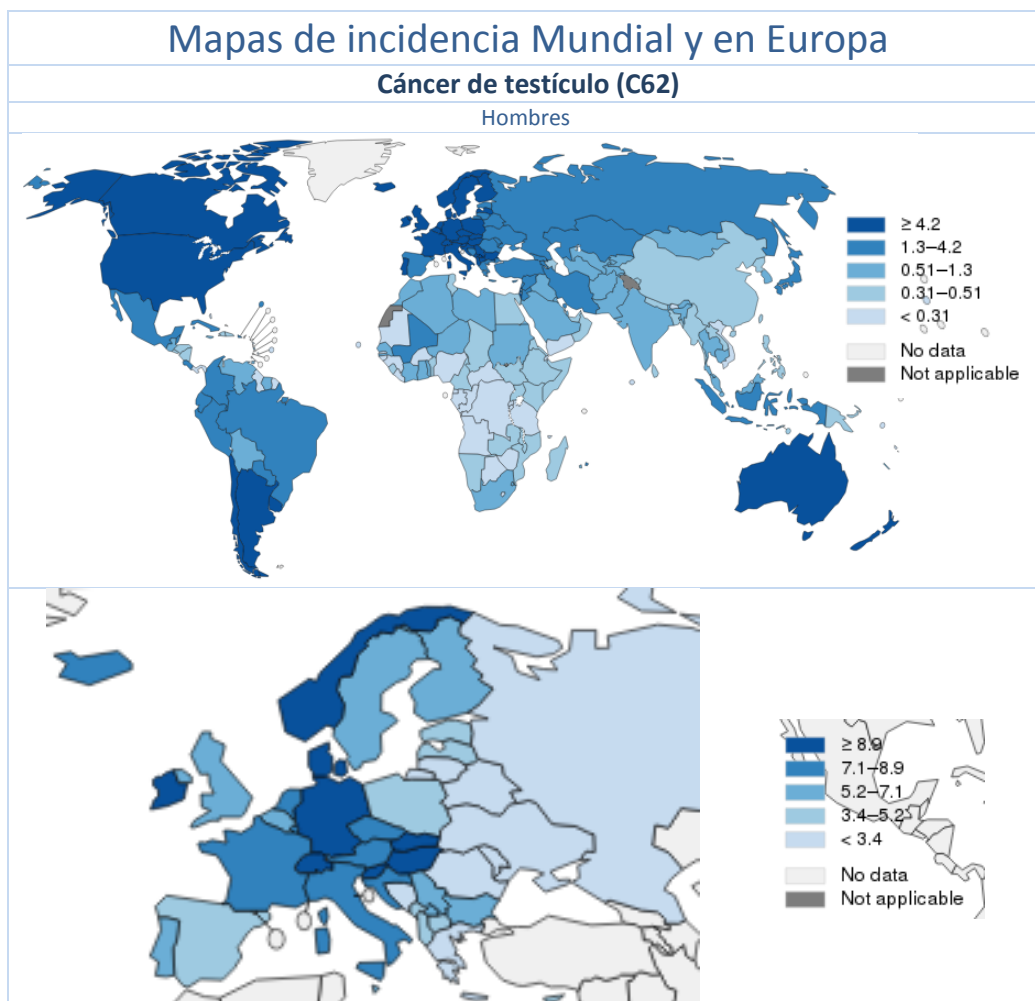 Mapas de incidencia Mundial y en Europa
Cáncer de testículo (C62)
Hombres
≥ 4.2
1.3–4.2
0.51–1.3
0.31–0.51
< 0.31
No data
Not applicable
≥ 8.9
7.1–8.9
5.2–7.1
3.4–5.2
< 3.4
No data
Not applicable